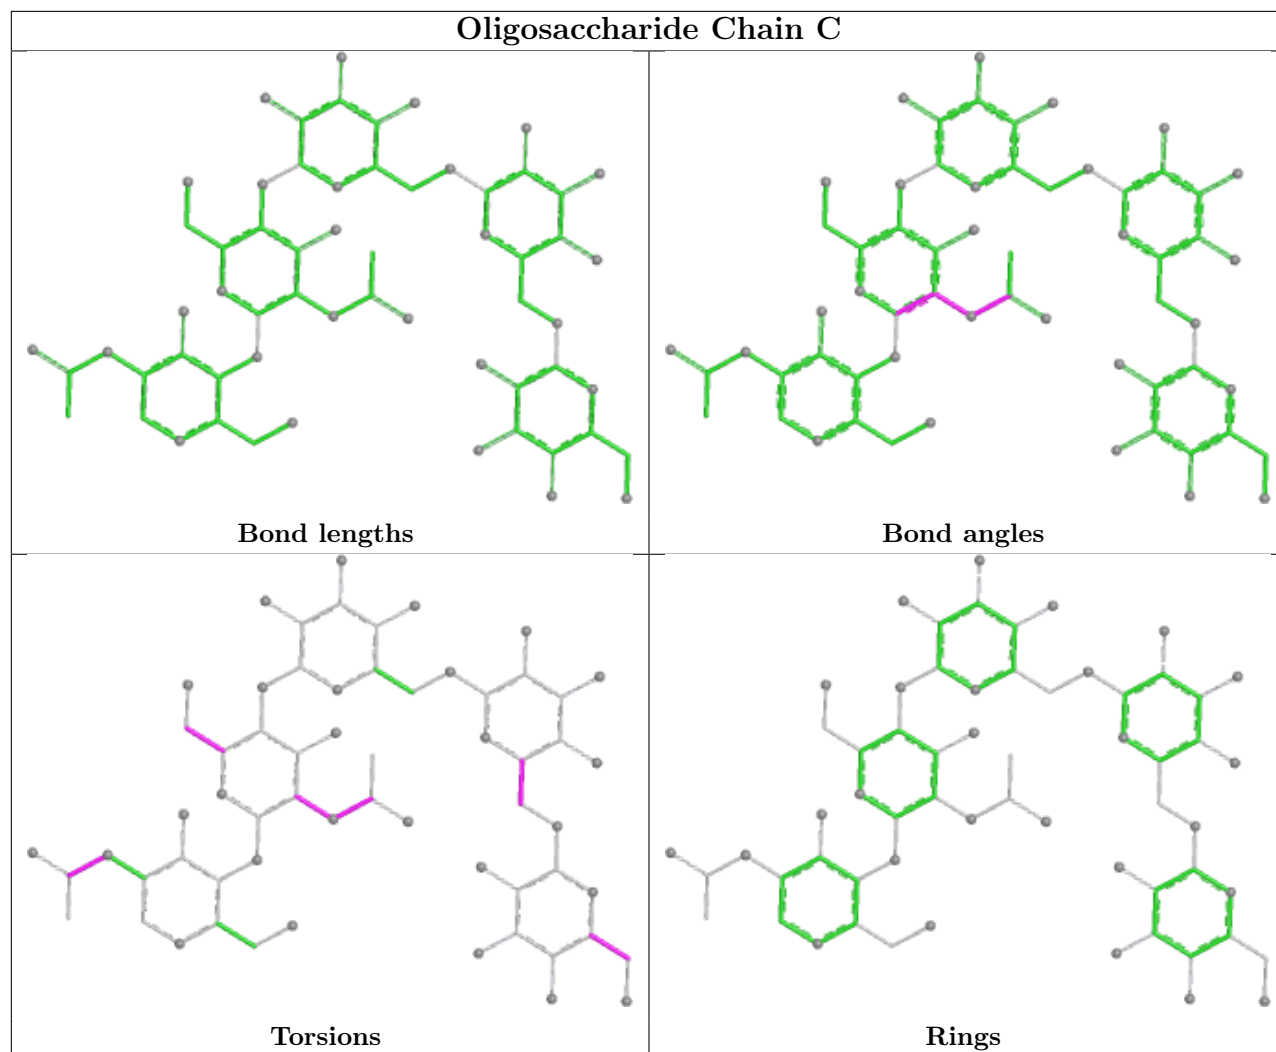 Oligosaccharide Chain C
Bond lengths
Bond angles
Torsions
Rings